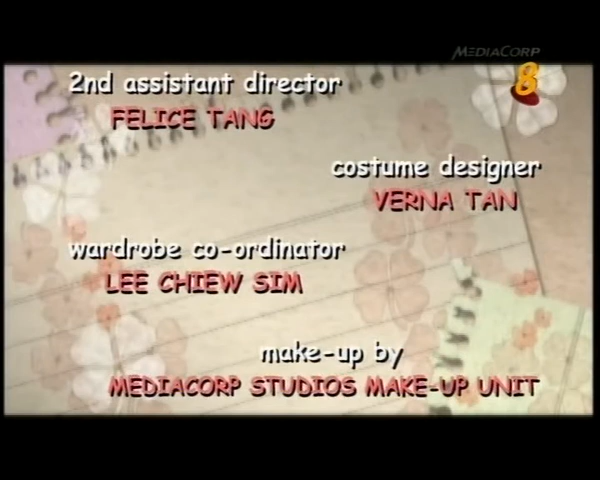 MEDIACORP
8
2nd assistant director
FELICE TANG
costume designer
VERNA TAN
wardrobe co-ordinator
LEE CHIEW SIM
make-up by
MEDIACORP STUDIOS MAKE-UP UNIT